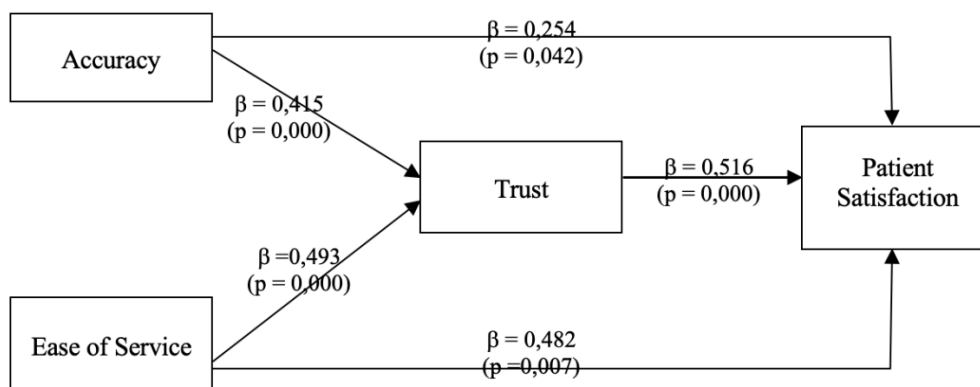 β = 0,254
(p = 0,042)
Accuracy
β = 0,415
(p = 0,000)
Trust
β = 0,516
(p = 0,000)
Patient
Satisfaction
β =0,493
(p = 0,000)
Ease of Service
β = 0,482
(p =0,007)